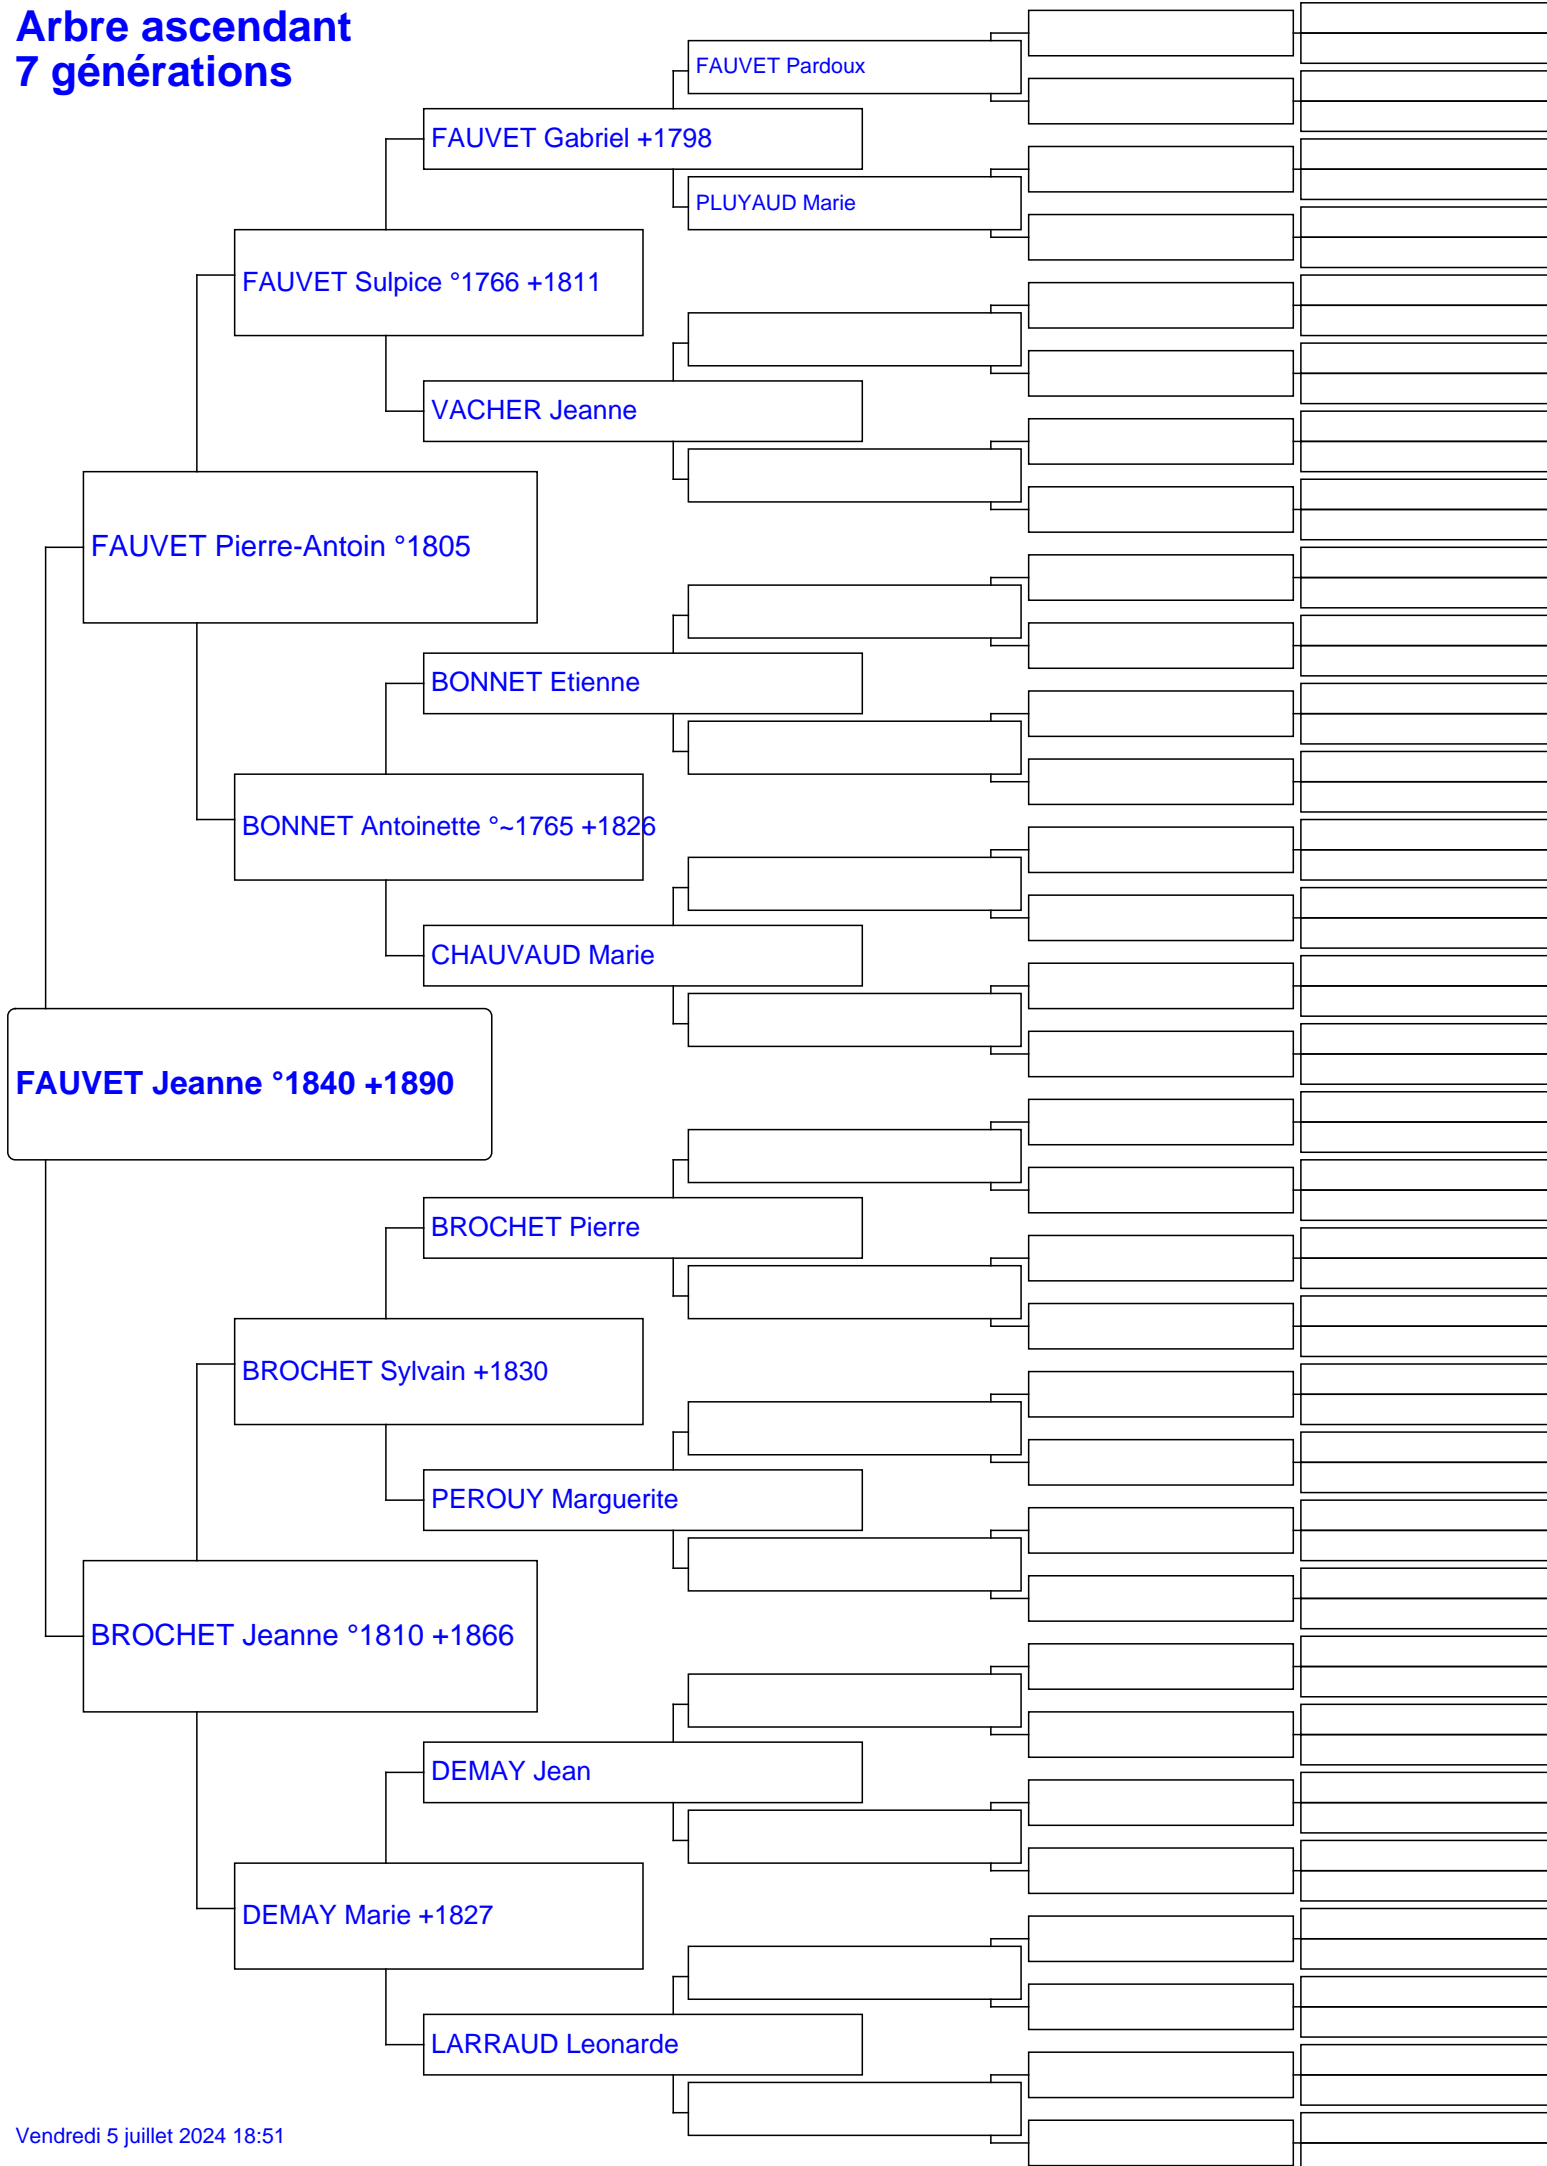 Arbre ascendant
7 générations
FAUVET Pardoux
FAUVET Gabriel +1798
PLUYAUD Marie
FAUVET Sulpice °1766 +1811
VACHER Jeanne
FAUVET Pierre-Antoin °1805
BONNET Etienne
BONNET Antoinette °~1765 +1826
CHAUVAUD Marie
FAUVET Jeanne °1840 +1890
BROCHET Pierre
BROCHET Sylvain +1830
PEROUY Marguerite
BROCHET Jeanne °1810 +1866
DEMAY Jean
DEMAY Marie +1827
LARRAUD Leonarde
Vendredi 5 juillet 2024 18:51